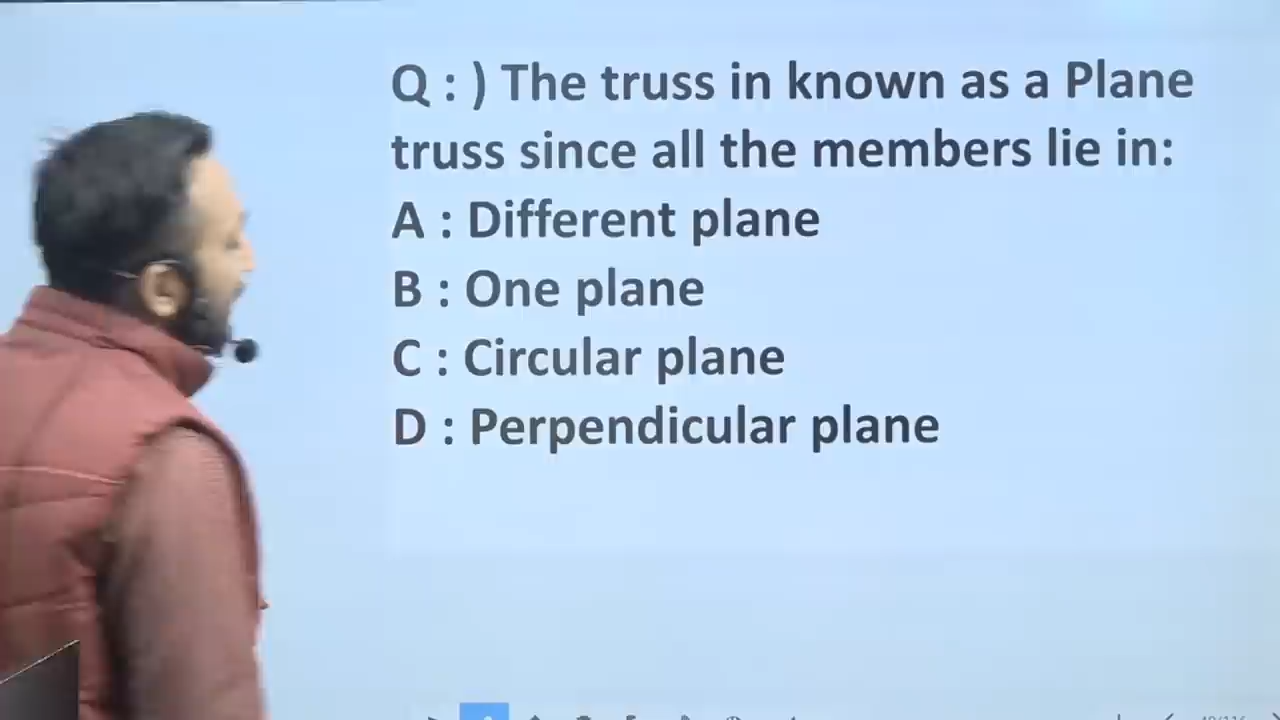 Q : ) The truss in known as a Plane
truss since all the members lie in:
A : Different plane
B : One plane
C : Circular plane
D : Perpendicular plane